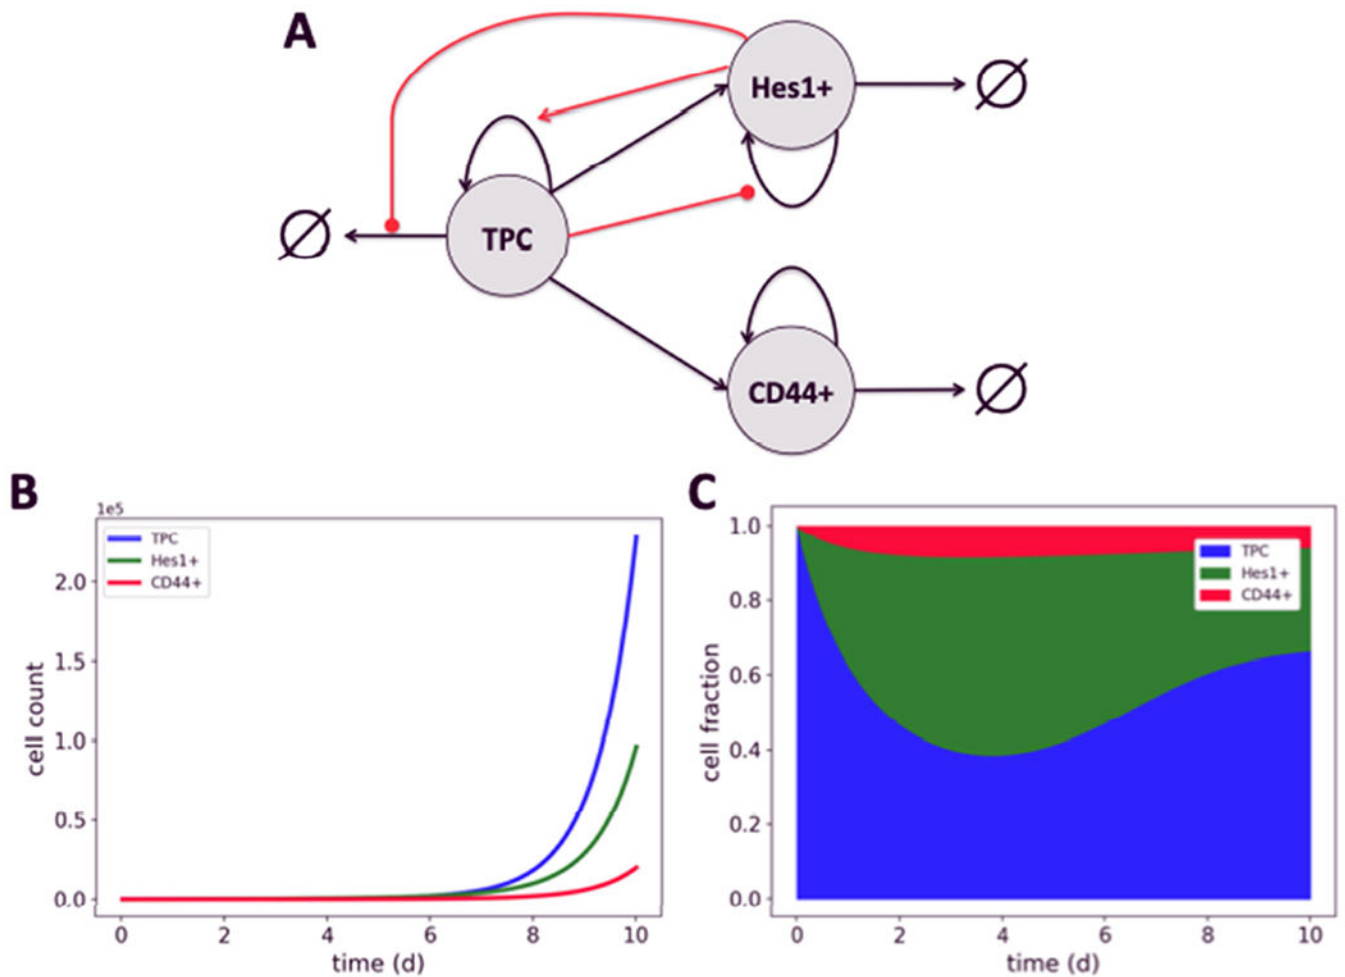 A
Hes1+
∅
∅
TPC
CD44+
∅
B
1e5
TPC
Hes1+
CD44+
2.0
1.5
1.0
0.5
0.0
cell count
0 2 4 6 8 10
time (d)
C
1.0
0.8
0.6
0.4
0.2
0.0
cell fraction
TPC
Hes1+
CD44+
0 2 4 6 8 10
time (d)